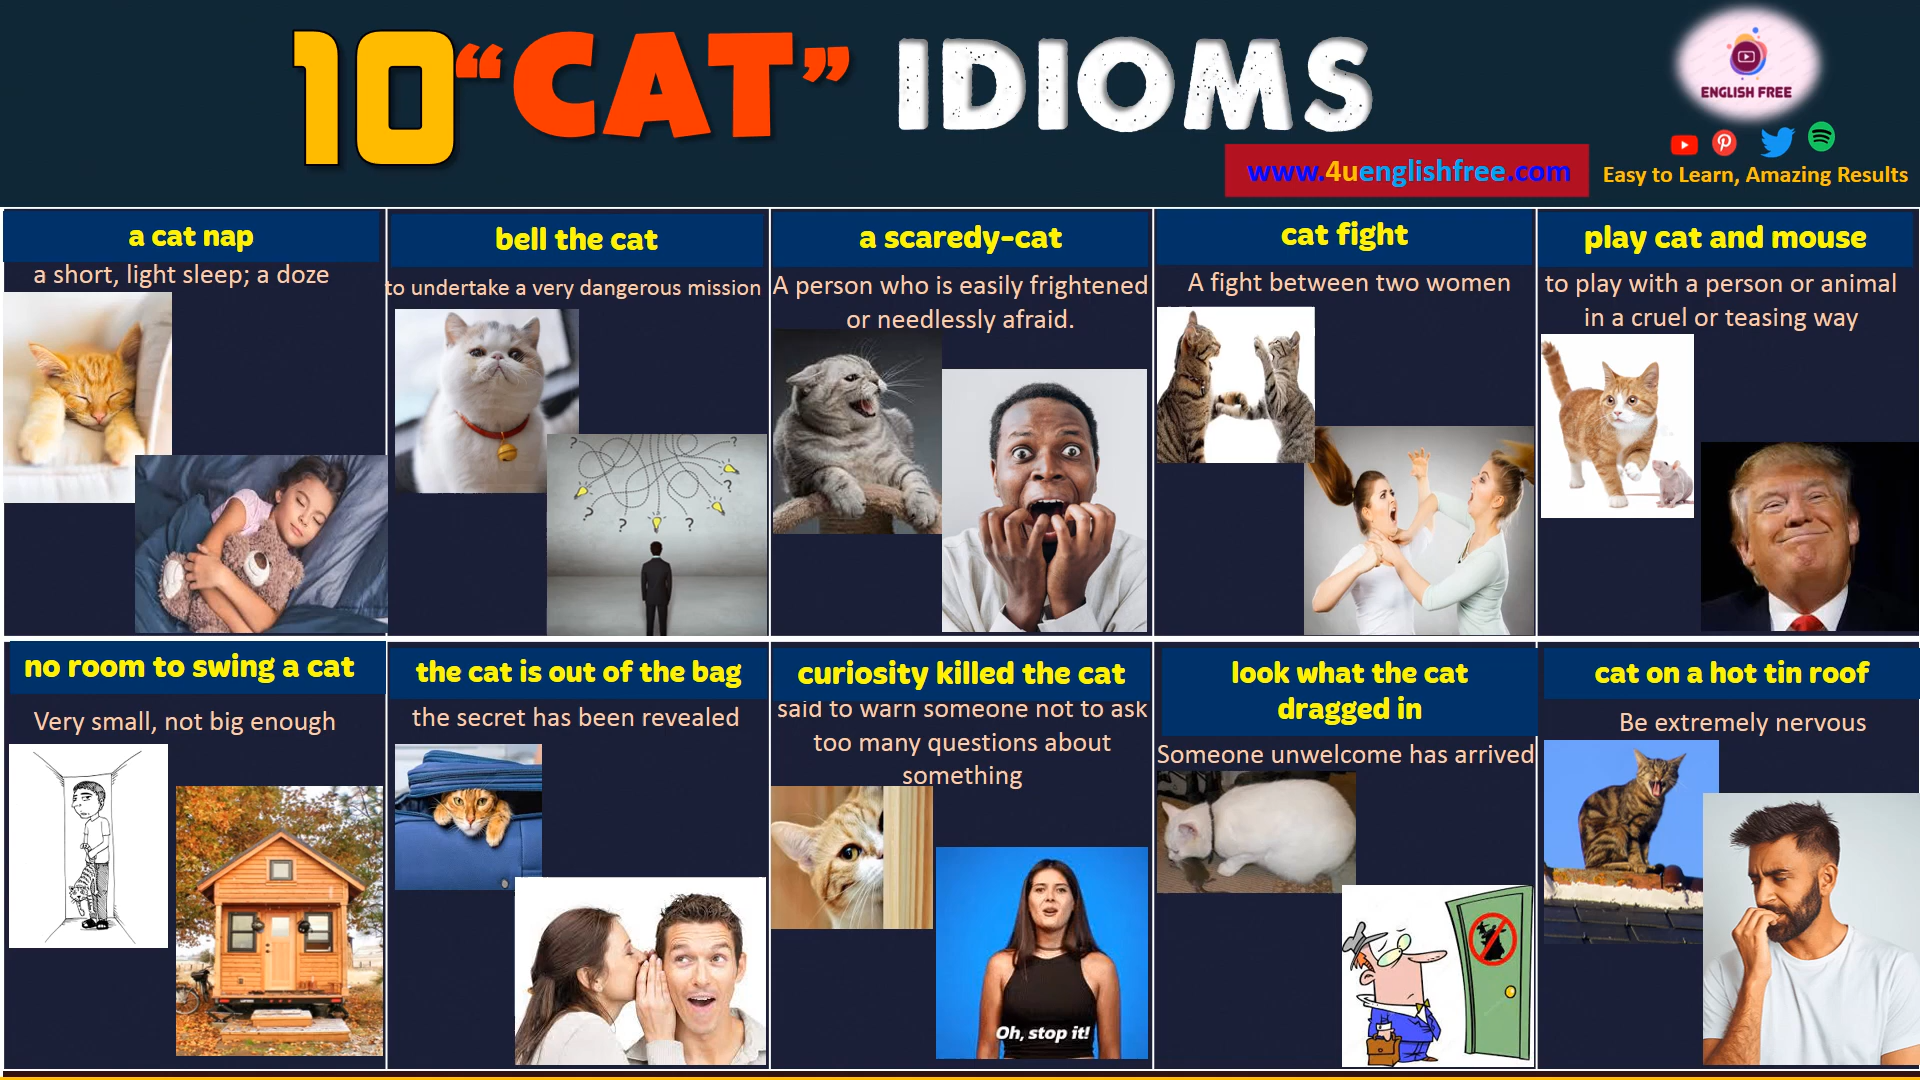 10 “CAT” IDIOMS
ENGLISH FREE
www.4uenglishfree.com
Easy to Learn, Amazing Results
a cat nap
a short, light sleep; a doze
bell the cat
to undertake a very dangerous mission
? ? ? ? ? ? ?
a scaredy-cat
A person who is easily frightened
or needlessly afraid.
cat fight
A fight between two women
play cat and mouse
to play with a person or animal
in a cruel or teasing way
no room to swing a cat
Very small, not big enough
the cat is out of the bag
the secret has been revealed
curiosity killed the cat
said to warn someone not to ask
too many questions about
something
Oh, stop it!
look what the cat
dragged in
Someone unwelcome has arrived
cat on a hot tin roof
Be extremely nervous